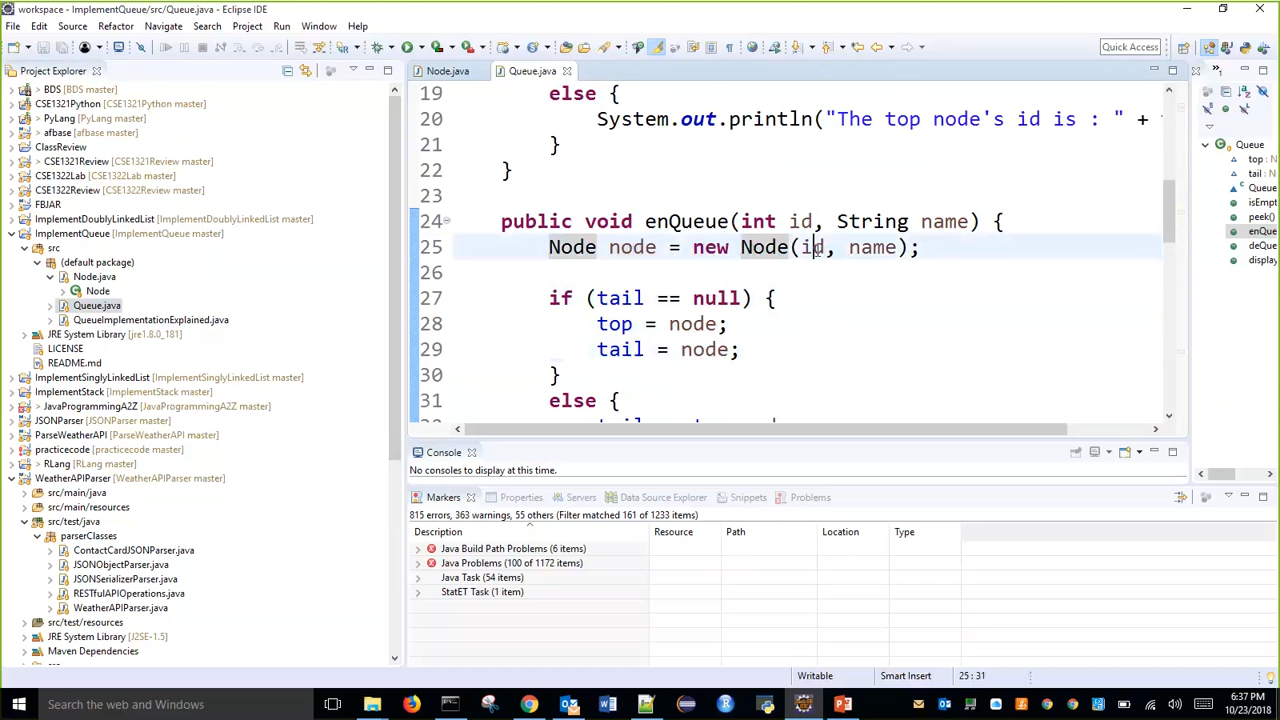 workspace - ImplementQueue/src/Queue.java - Eclipse IDE
File Edit Source Refactor Navigate Search Project Run Window Help
Quick Access
Project Explorer
> BDS [BDS master]
CSE1321Python [CSE1321Python master]
> PyLang [PyLang master]
> afbase [afbase master]
ClassReview
> CSE1321Review [CSE1321Review master]
CSE1322Lab [CSE1322Lab master]
CSE1322Review [CSE1322Review master]
FBJAR
ImplementDoublyLinkedList [ImplementDoublyLinkedList master]
ImplementQueue [ImplementQueue master]
src
(default package)
Node.java
Node
Queue.java
QueueImplementationExplained.java
JRE System Library [jre1.8.0_181]
LICENSE
README.md
ImplementSinglyLinkedList [ImplementSinglyLinkedList master]
ImplementStack [ImplementStack master]
> JavaProgrammingA2Z [JavaProgrammingA2Z master]
JSONParser [JSONParser master]
ParseWeatherAPI [ParseWeatherAPI master]
practicecode [practicecode master]
> RLang [RLang master]
WeatherAPIParser [WeatherAPIParser master]
src/main/java
src/main/resources
src/test/java
parserClasses
ContactCardJSONParser.java
JSONObjectParser.java
JSONSerializerParser.java
RESTfulAPIOperations.java
WeatherAPIParser.java
src/test/resources
JRE System Library [J2SE-1.5]
Maven Dependencies
Node.java Queue.java
19 else {
20 System.out.println("The top node's id is : " +
21 }
22 }
23
24 public void enQueue(int id, String name) {
25 Node node = new Node(id, name);
26
27 if (tail == null) {
28 top = node;
29 tail = node;
30 }
31 else {
Queue
top :
tail :
Queue
isEmp
peek(
enQue
deQue
display
Console
No consoles to display at this time.
Markers Properties Servers Data Source Explorer Snippets Problems
815 errors, 363 warnings, 55 others (Filter matched 161 of 1233 items)
Description Resource Path Location Type
Java Build Path Problems (6 items)
Java Problems (100 of 1172 items)
Java Task (54 items)
StatET Task (1 item)
Writable Smart Insert 25 : 31
Search the web and Windows
6:37 PM
10/23/2018